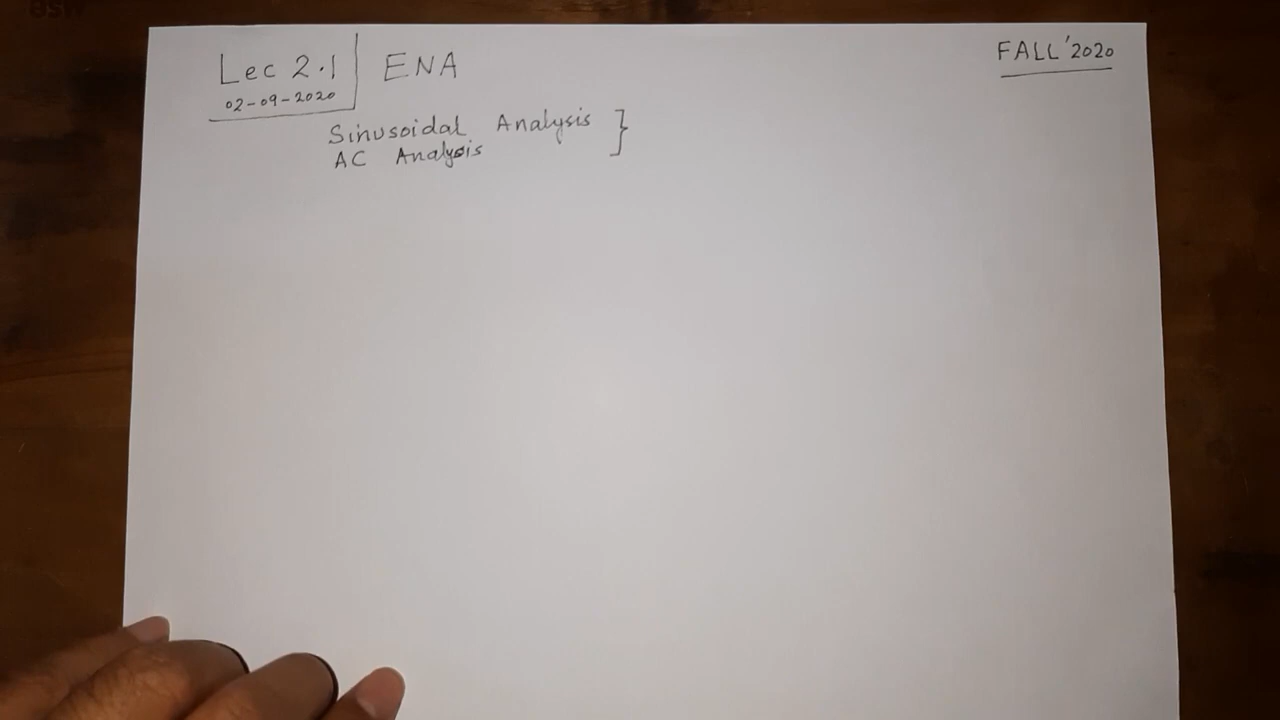 Lec 2.1 ENA
FALL '2020
02-09-2020
Sinusoidal Analysis
AC Analysis